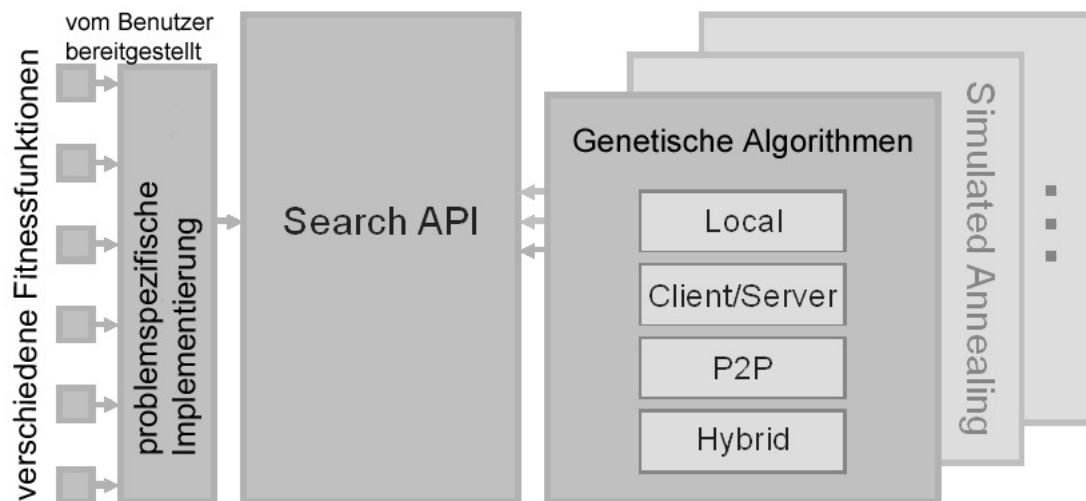 vom Benutzer
bereitgestellt
verschiedene Fitnessfunktionen
problemspezifische
Implementierung
Search API
Genetische Algorithmen
Local
Client/Server
P2P
Hybrid
Simulated Annealing
...